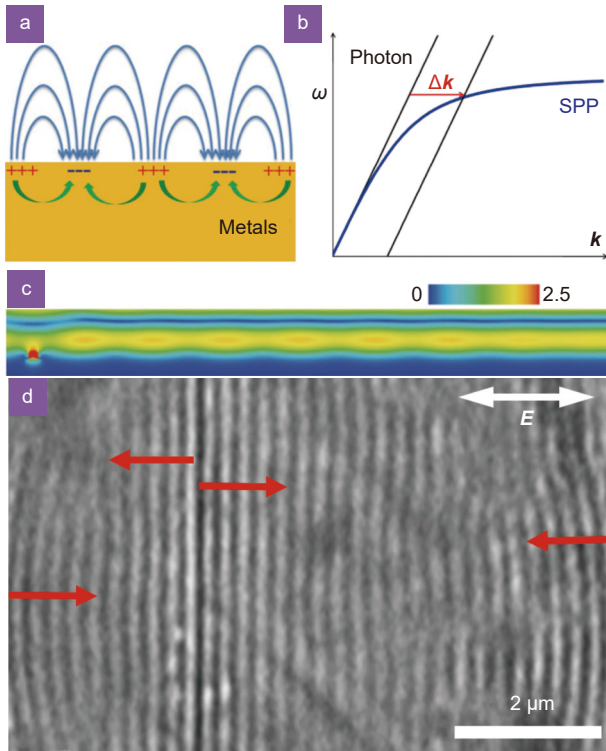 a
+++
---
+++
---
+++
Metals
b
Photon
Δk
ω
SPP
k
c
0
2.5
d
E
2 μm